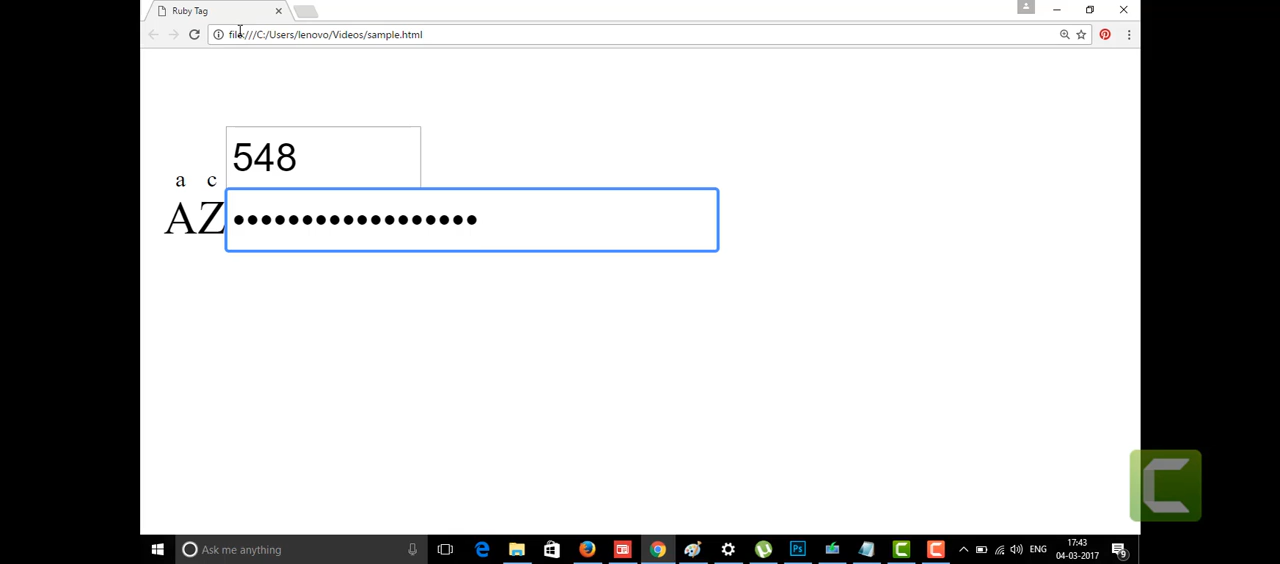 Ruby Tag
file:///C:/Users/lenovo/Videos/sample.html
548
a c
AZ
••••••••••••••••••
Ask me anything
ENG
17:43
04-03-2017